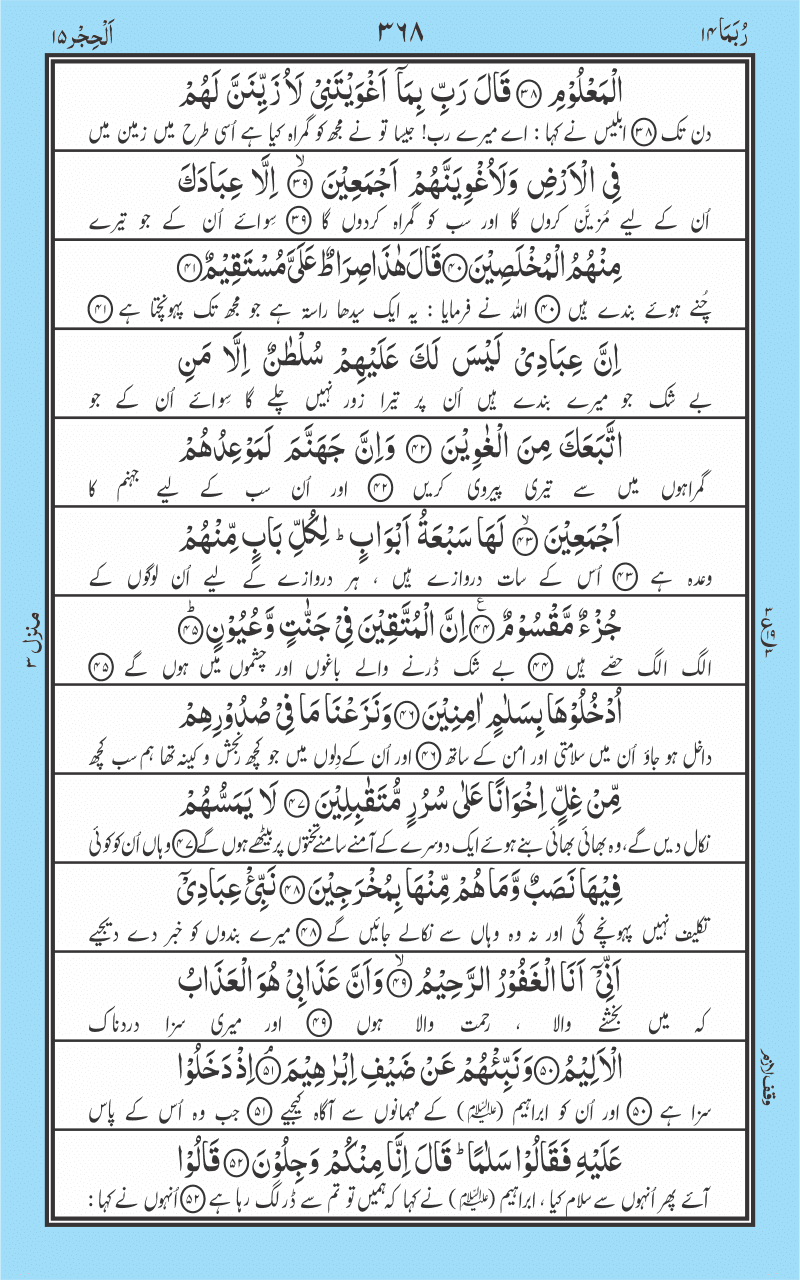 رُبَمَا ۱۴
۳۶۸
اَلْحِجْر ۱۵
الْمَعْلُوْمِ ﴿۳۸﴾ قَالَ رَبِّ بِمَاۤ اَغْوَيْتَنِيْ لَاُزَيِّنَنَّ لَهُمْ
دن تک ﴿۳۸﴾ ابلیس نے کہا : اے میرے رب! جیسا تو نے مجھ کو گمراہ کیا ہے اُسی طرح میں زمین میں
فِي الْاَرْضِ وَلَاُغْوِيَنَّهُمْ اَجْمَعِيْنَ ﴿۳۹﴾ۙ اِلَّا عِبَادَكَ
اُن کے لیے مُزیَّن کروں گا اور سب کو گمراہ کردوں گا ﴿۳۹﴾ سِوائے اُن کے جو تیرے
مِنْهُمُ الْمُخْلَصِيْنَ ﴿۴۰﴾ قَالَ هٰذَا صِرَاطٌ عَلَيَّ مُسْتَقِيْمٌ ﴿۴۱﴾
چُنے ہوئے بندے ہیں ﴿۴۰﴾ اللہ نے فرمایا : یہ ایک سیدھا راستہ ہے جو مجھ تک پہونچتا ہے ﴿۴۱﴾
اِنَّ عِبَادِيْ لَيْسَ لَكَ عَلَيْهِمْ سُلْطٰنٌ اِلَّا مَنِ
بے شک جو میرے بندے ہیں اُن پر تیرا زور نہیں چلے گا سِوائے اُن کے جو
اتَّبَعَكَ مِنَ الْغٰوِيْنَ ﴿۴۲﴾ وَاِنَّ جَهَنَّمَ لَمَوْعِدُهُمْ
گمراہوں میں سے تیری پیروی کریں ﴿۴۲﴾ اور اُن سب کے لیے جہنم کا
اَجْمَعِيْنَ ﴿۴۳﴾ۙ لَهَا سَبْعَةُ اَبْوَابٍ ؕ لِكُلِّ بَابٍ مِّنْهُمْ
وعدہ ہے ﴿۴۳﴾ اُس کے سات دروازے ہیں ، ہر دروازے کے لیے اُن لوگوں کے
جُزْءٌ مَّقْسُوْمٌ ﴿۴۴﴾ۧ اِنَّ الْمُتَّقِيْنَ فِيْ جَنّٰتٍ وَّعُيُوْنٍ ﴿۴۵﴾ؕ
الگ الگ حصّے ہیں ﴿۴۴﴾ بے شک ڈرنے والے باغوں اور چشموں میں ہوں گے ﴿۴۵﴾
منزل ۳
اُدْخُلُوْهَا بِسَلٰمٍ اٰمِنِيْنَ ﴿۴۶﴾ وَنَزَعْنَا مَا فِيْ صُدُوْرِهِمْ
داخل ہو جاؤ اُن میں سلامتی اور امن کے ساتھ ﴿۴۶﴾ اور اُن کے دِلوں میں جو کچھ رنجش و کینہ تھا ہم سب کچھ
مِّنْ غِلٍّ اِخْوَانًا عَلٰى سُرُرٍ مُّتَقٰبِلِيْنَ ﴿۴۷﴾ لَا يَمَسُّهُمْ
نکال دیں گے، وہ بھائی بھائی بنے ہوئے ایک دوسرے کے آمنے سامنے تختوں پر بیٹھے ہوں گے ﴿۴۷﴾ وہاں اُن کو کوئی
فِيْهَا نَصَبٌ وَّمَا هُمْ مِّنْهَا بِمُخْرَجِيْنَ ﴿۴۸﴾ نَبِّئْ عِبَادِيْۤ
تکلیف نہیں پہونچے گی اور نہ وہ وہاں سے نکالے جائیں گے ﴿۴۸﴾ میرے بندوں کو خبر دے دیجیے
اَنِّيْۤ اَنَا الْغَفُوْرُ الرَّحِيْمُ ﴿۴۹﴾ۙ وَاَنَّ عَذَابِيْ هُوَ الْعَذَابُ
کہ میں بخشنے والا ، رحمت والا ہوں ﴿۴۹﴾ اور میری سزا دردناک
الْاَلِيْمُ ﴿۵۰﴾ وَنَبِّئْهُمْ عَنْ ضَيْفِ اِبْرٰهِيْمَ ﴿۵۱﴾ۘ اِذْ دَخَلُوْا
سزا ہے ﴿۵۰﴾ اور اُن کو ابراہیم (علیہ السلام) کے مہمانوں سے آگاہ کیجیے ﴿۵۱﴾ جب وہ اُس کے پاس
وقف لازم
عَلَيْهِ فَقَالُوْا سَلٰمًا ؕ قَالَ اِنَّا مِنْكُمْ وَجِلُوْنَ ﴿۵۲﴾ قَالُوْا
آئے پھر اُنہوں سے سلام کیا ، ابراہیم (علیہ السلام) نے کہا کہ ہمیں تو تم سے ڈر لگ رہا ہے ﴿۵۲﴾ اُنہوں نے کہا :